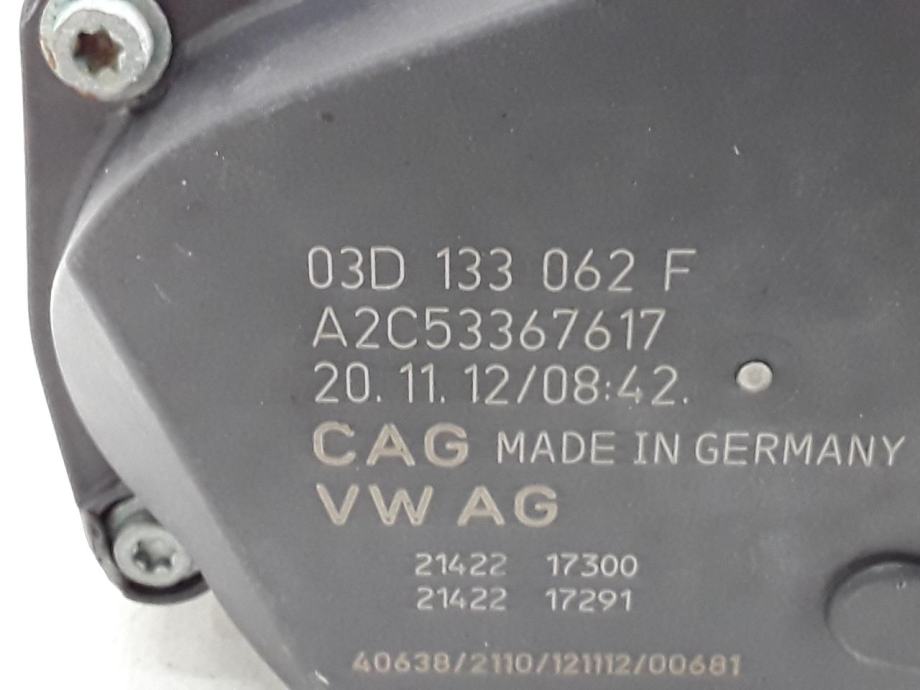 03D 133 062 F
A2C53367617
20.11.12/08:42.
CAG MADE IN GERMANY
VW AG
21422 17300
21422 17291
40638/2110/121112/00681